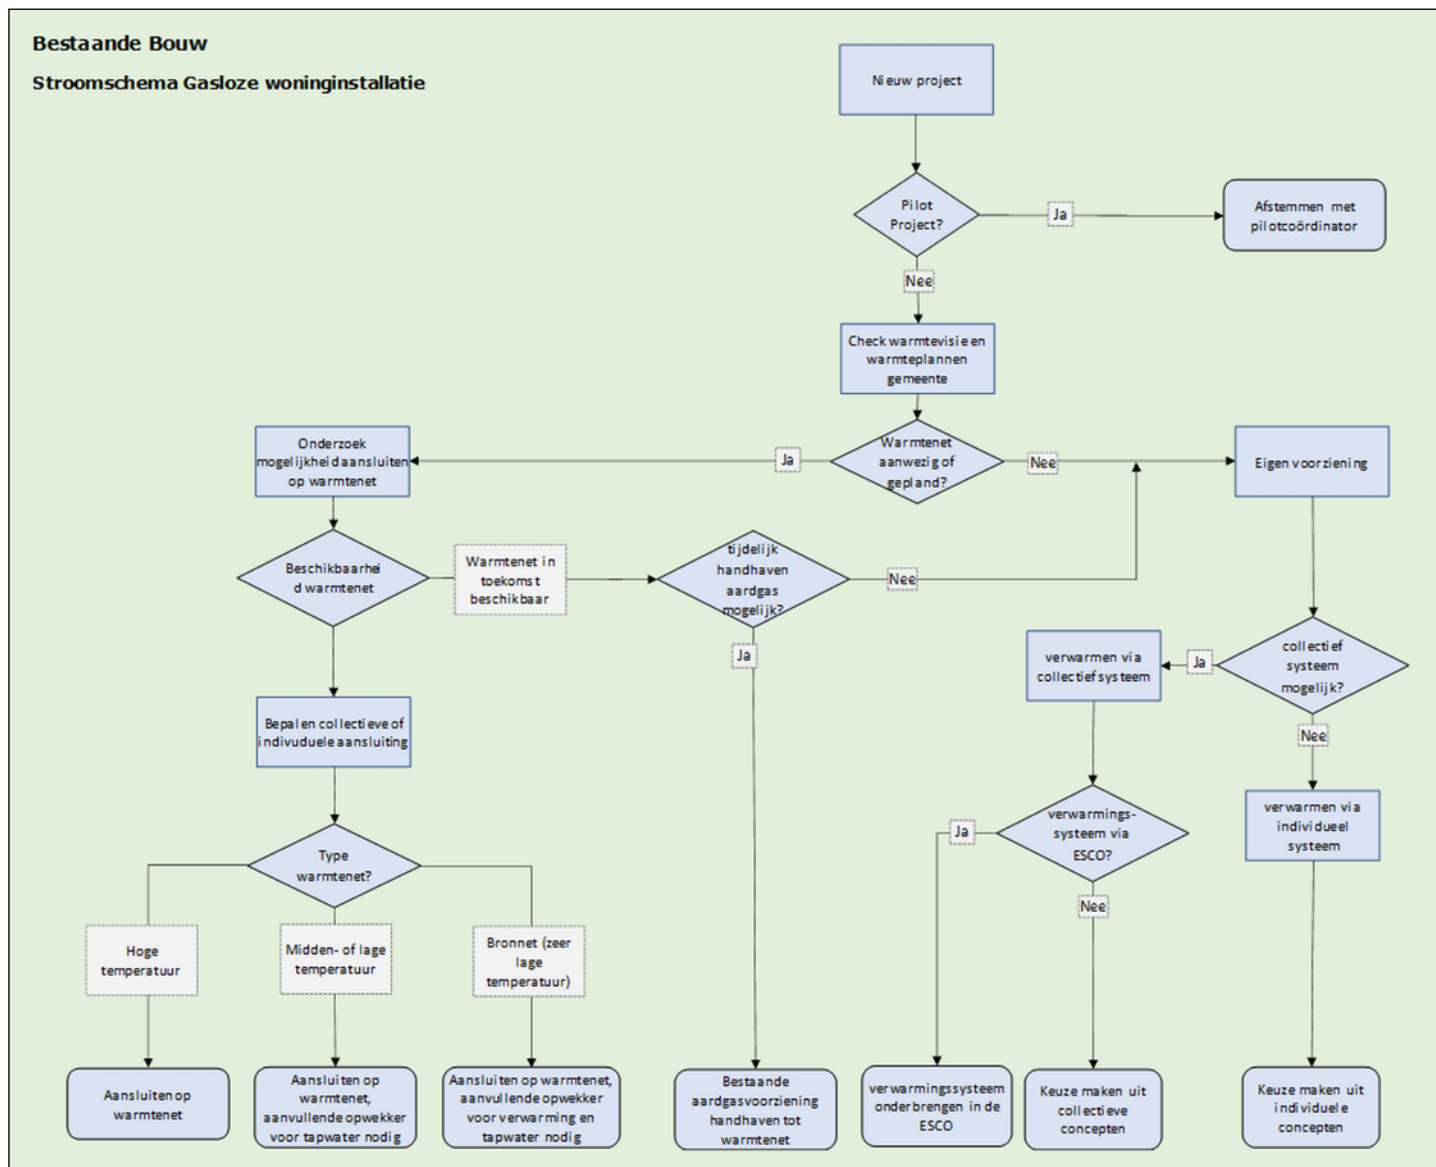 Bestaande Bouw
Stroomschema Gasloze woninginstallatie
Nieuw project
Pilot
Project?
Ja
Afstemmen met
pilotcoördinator
Nee
Check warmtevisie en
warmteplannen
gemeente
Onderzoek
mogelijkheid aansluiten
op warmtenet
Ja
Warmtenet
aanwezig of
gepland?
Nee
Eigen voorziening
Beschikbaarhei
d warmtenet
Warmtenet in
toekomst
beschikbaar
tijdelijk
handhaven
aardgas
mogelijk?
Nee
Ja
verwarmen via
collectief systeem
Ja
collectief
systeem
mogelijk?
Nee
Bepalen collectieve of
indivuduele aansluiting
verwarmings-
systeem via
ESCO?
Ja
Nee
verwarmen via
individueel
systeem
Type
warmtenet?
Hoge
temperatuur
Midden- of lage
temperatuur
Bronnet (zeer
lage
temperatuur)
Aansluiten op
warmtenet
Aansluiten op
warmtenet,
aanvullende opwekker
voor tapwater nodig
Aansluiten op warmtenet,
aanvullende opwekker
voor verwarming en
tapwater nodig
Bestaande
aardgasvoorziening
handhaven tot
warmtenet
verwarmingssysteem
onderbrengen in de
ESCO
Keuze maken uit
collectieve
concepten
Keuze maken uit
individuele
concepten